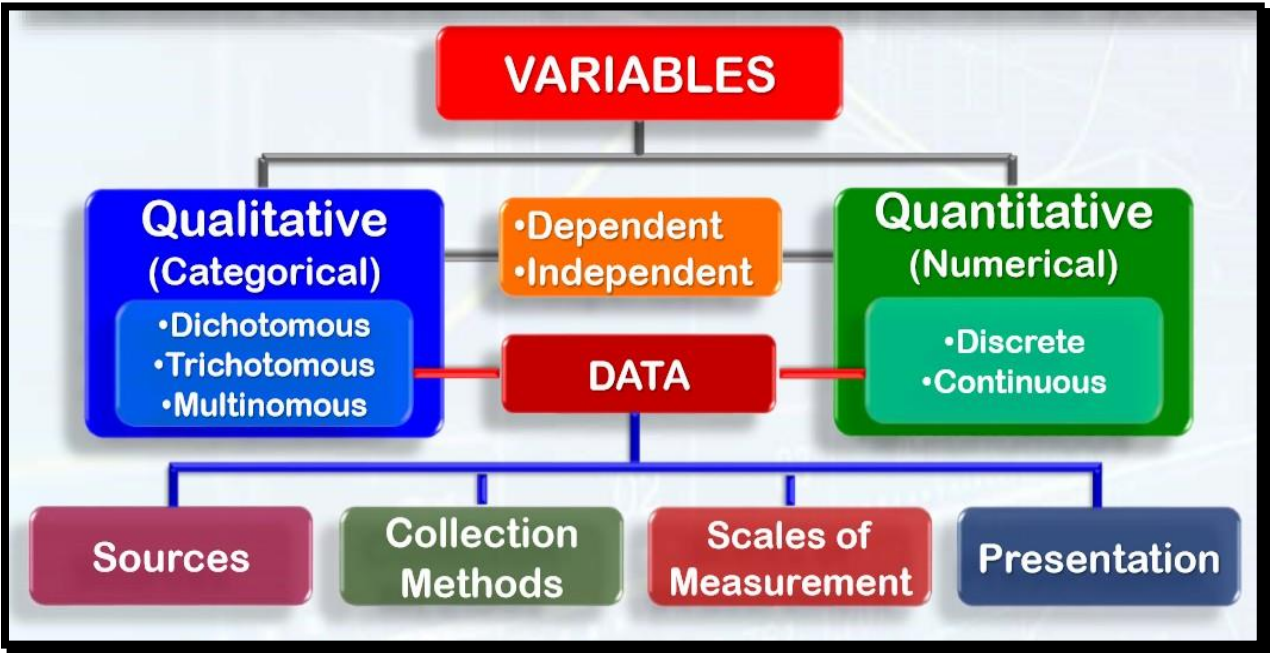 VARIABLES
Qualitative
(Categorical)
•Dichotomous
•Trichotomous
•Multinomous
•Dependent
•Independent
Quantitative
(Numerical)
•Discrete
•Continuous
DATA
Sources
Collection
Methods
Scales of
Measurement
Presentation